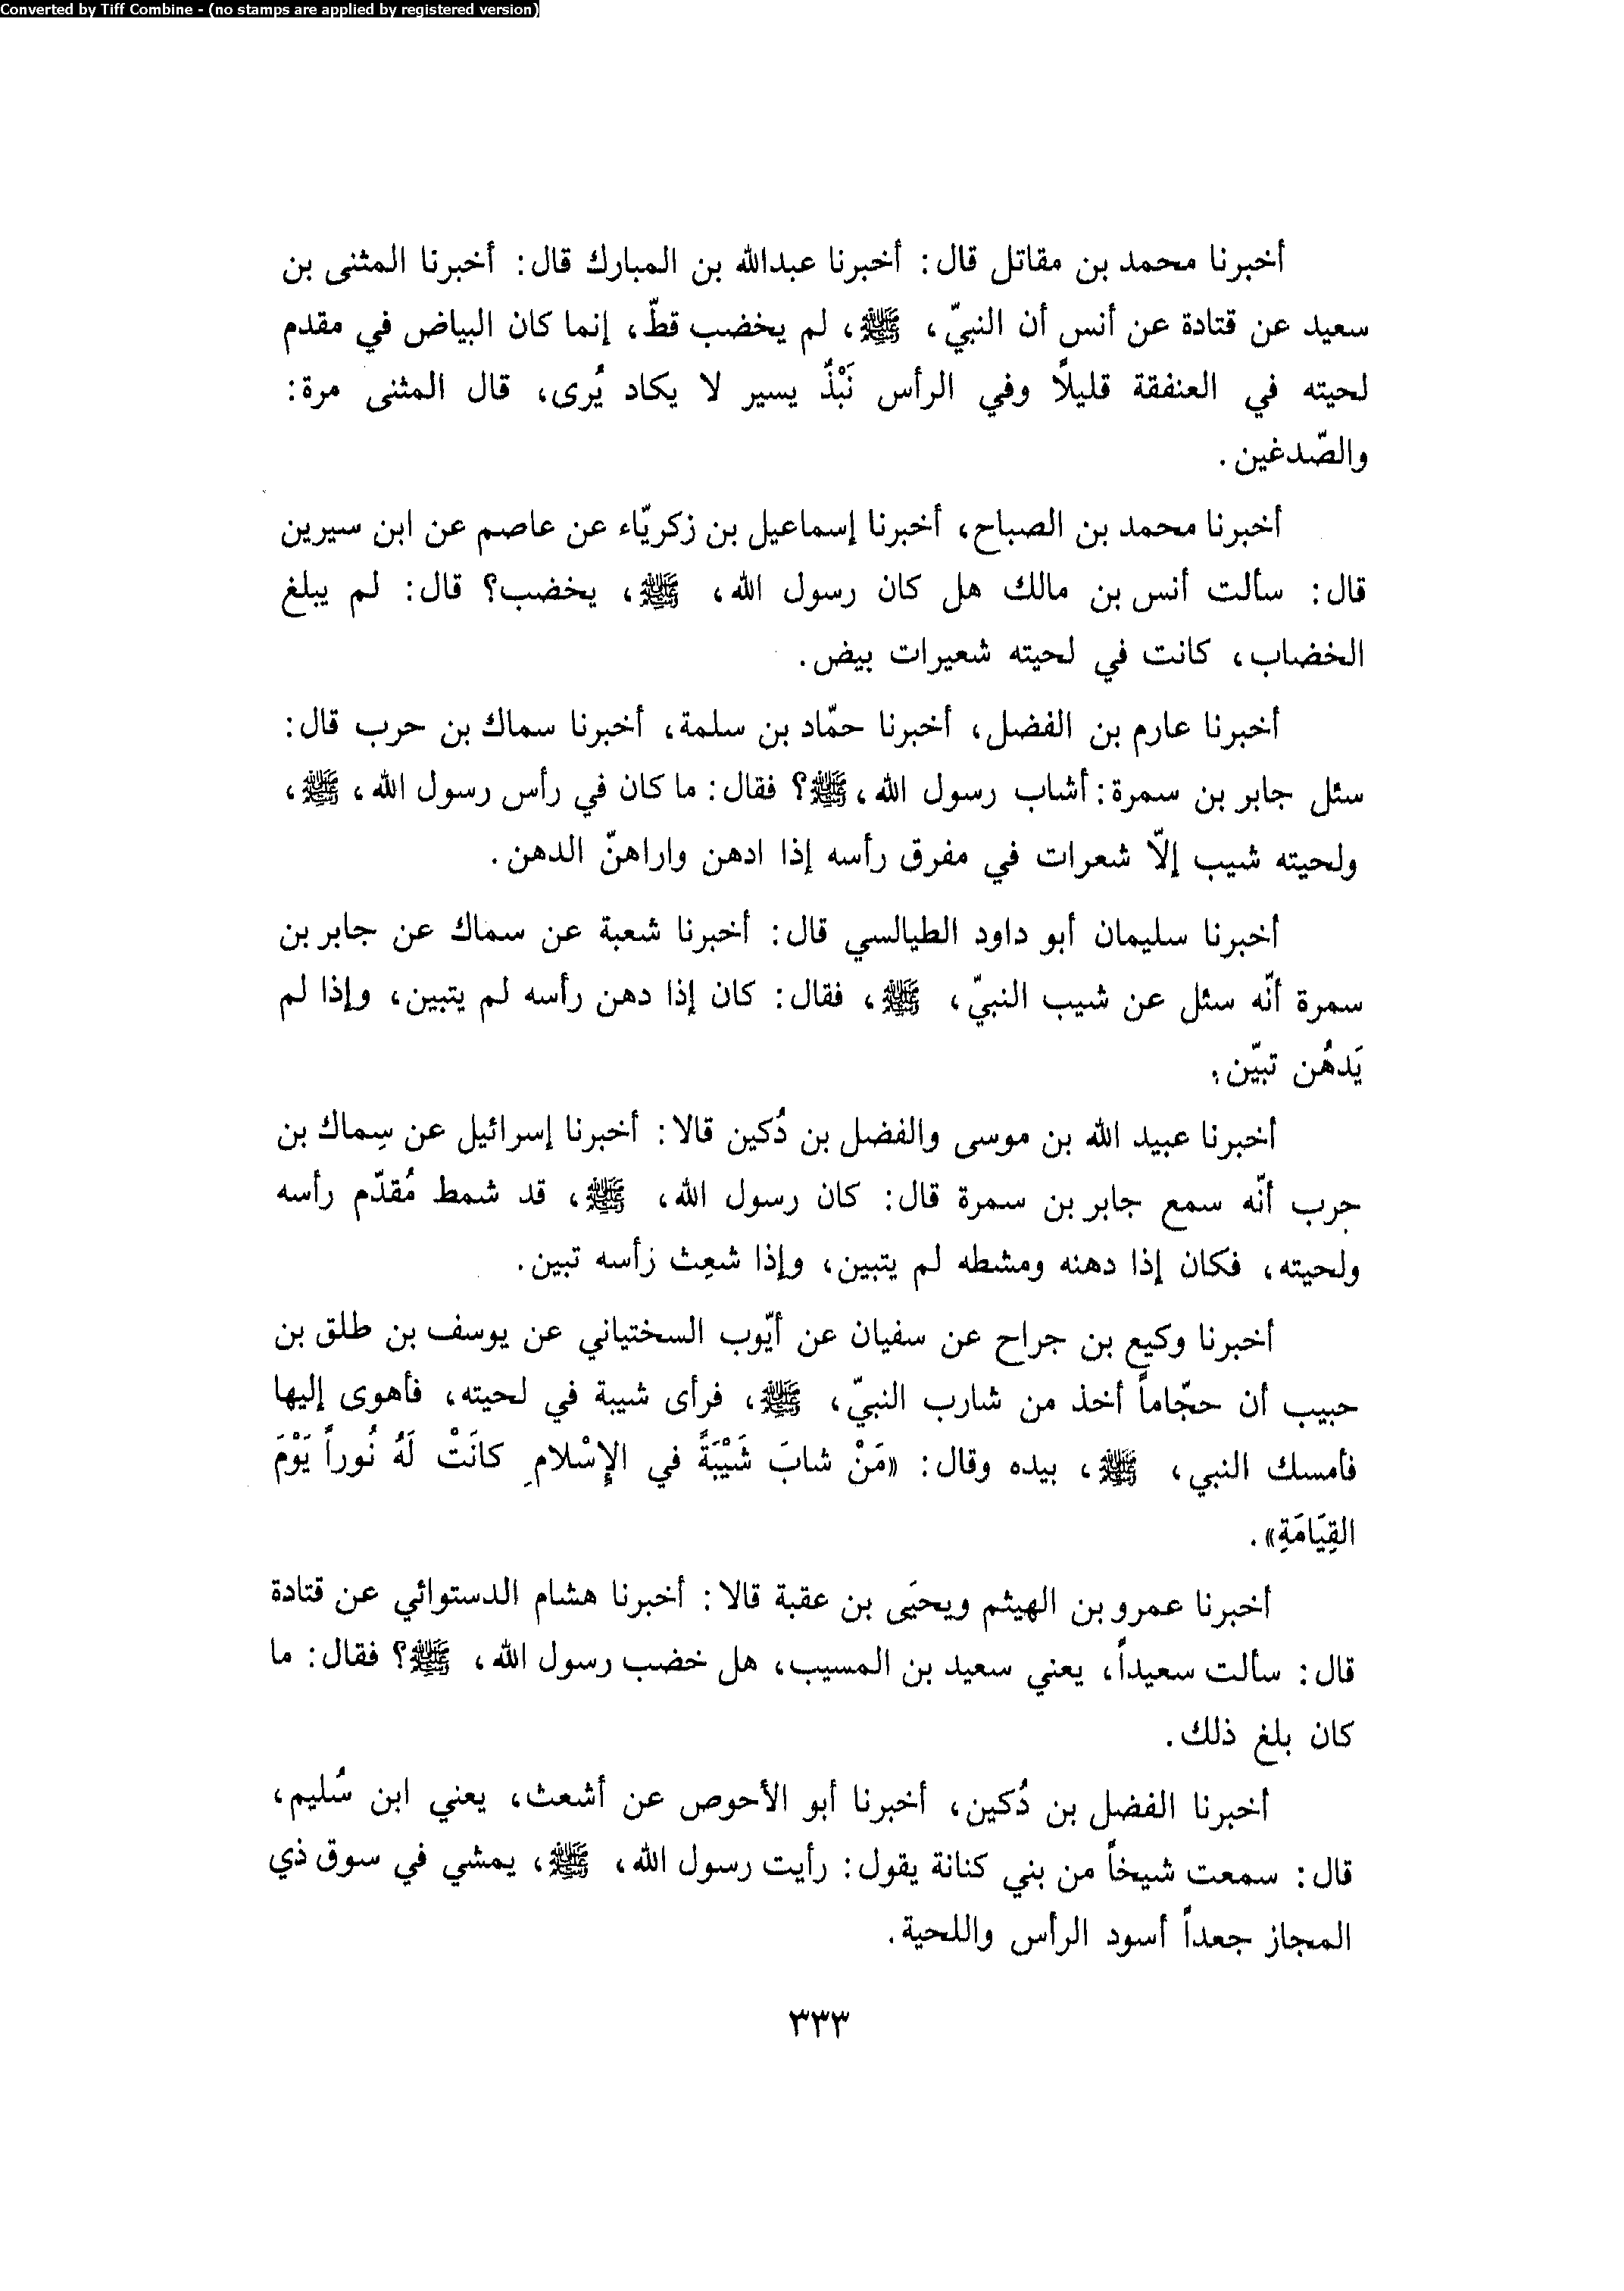 Converted by Tiff Combine - (no stamps are applied by registered version)
أخبرنا محمد بن مقاتل قال: أخبرنا عبدالله بن المبارك قال: أخبرنا المثنى بن
سعيد عن قتادة عن أنس أن النبيّ، ﷺ، لم يخضب قطّ، إنما كان البياض في مقدم
لحيته في العنفقة قليلاً وفي الرأس نَبْذٌ يسير لا يكاد يُرى، قال المثنى مرة:
والصّدغين.
أخبرنا محمد بن الصباح، أخبرنا إسماعيل بن زكريّاء عن عاصم عن ابن سيرين
قال: سألت أنس بن مالك هل كان رسول الله، ﷺ، يخضب؟ قال: لم يبلغ
الخضاب، كانت في لحيته شعيرات بيض.
أخبرنا عارم بن الفضل، أخبرنا حمّاد بن سلمة، أخبرنا سماك بن حرب قال:
سئل جابر بن سمرة: أشاب رسول الله، ﷺ؟ فقال: ما كان في رأس رسول الله، ﷺ،
ولحيته شيب إلاّ شعرات في مفرق رأسه إذا ادهن واراهنّ الدهن.
أخبرنا سليمان أبو داود الطيالسي قال: أخبرنا شعبة عن سماك عن جابر بن
سمرة أنّه سئل عن شيب النبيّ، ﷺ، فقال: كان إذا دهن رأسه لم يتبين، وإذا لم
يَدهُن تبيّن.
أخبرنا عبيد الله بن موسى والفضل بن دُكين قالا: أخبرنا إسرائيل عن سِماك بن
حرب أنّه سمع جابر بن سمرة قال: كان رسول الله، ﷺ، قد شمط مُقدّم رأسه
ولحيته، فكان إذا دهنه ومشطه لم يتبين، وإذا شعِث رأسه تبين.
أخبرنا وكيع بن جراح عن سفيان عن أيّوب السختياني عن يوسف بن طلق بن
حبيب أن حجّاماً أخذ من شارب النبيّ، ﷺ، فرأى شيبة في لحيته، فأهوى إليها
فأمسك النبي، ﷺ، بيده وقال: «مَنْ شابَ شَيْبَةً في الإِسْلامِ كانَتْ لَهُ نُوراً يَوْمَ
القِيَامَةِ».
أخبرنا عمرو بن الهيثم ويحيَى بن عقبة قالا: أخبرنا هشام الدستوائي عن قتادة
قال: سألت سعيداً، يعني سعيد بن المسيب، هل خضب رسول الله، ﷺ؟ فقال: ما
كان بلغ ذلك.
أخبرنا الفضل بن دُكين، أخبرنا أبو الأحوص عن أشعث، يعني ابن سُليم،
قال: سمعت شيخاً من بني كنانة يقول: رأيت رسول الله، ﷺ، يمشي في سوق ذي
المجاز جعداً أسود الرأس واللحية.
٣٣٣